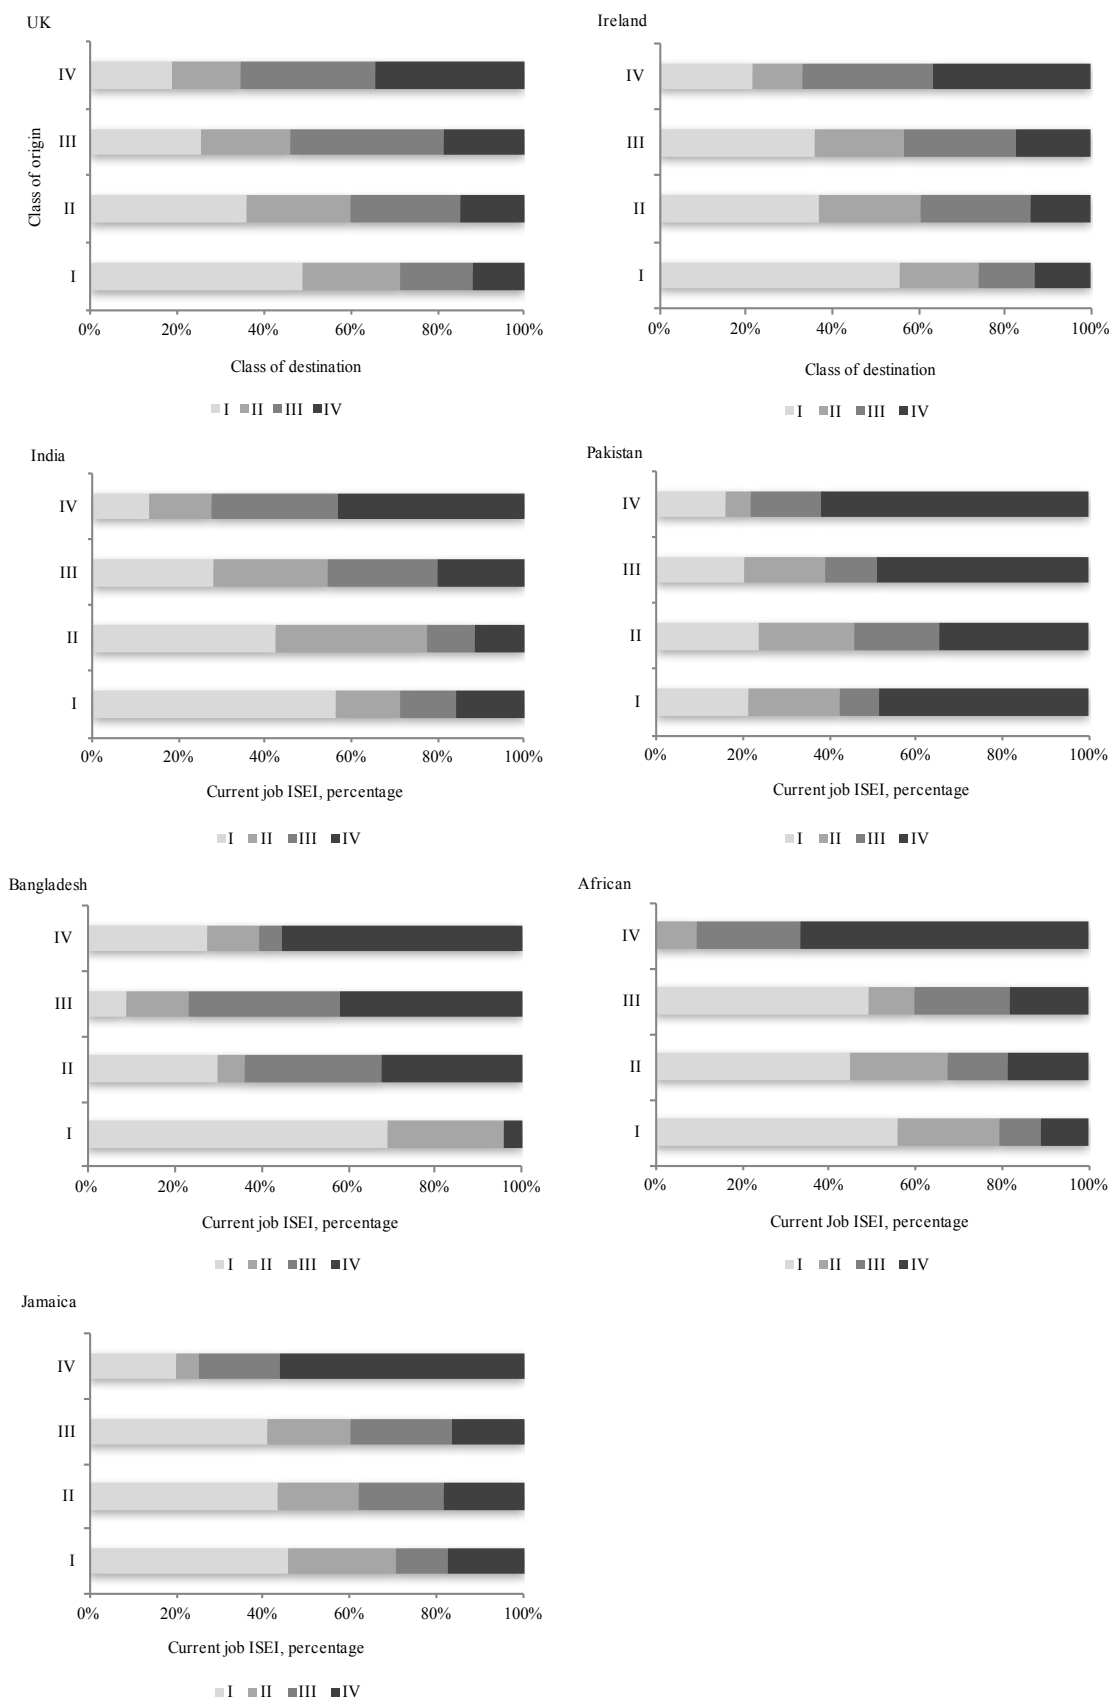 UK
Class of origin
IV
III
II
I
0% 20% 40% 60% 80% 100%
Class of destination
I II III IV
Ireland
IV
III
II
I
0% 20% 40% 60% 80% 100%
Class of destination
I II III IV
India
IV
III
II
I
0% 20% 40% 60% 80% 100%
Current job ISEI, percentage
I II III IV
Pakistan
IV
III
II
I
0% 20% 40% 60% 80% 100%
Current job ISEI, percentage
I II III IV
Bangladesh
IV
III
II
I
0% 20% 40% 60% 80% 100%
Current job ISEI, percentage
I II III IV
African
IV
III
II
I
0% 20% 40% 60% 80% 100%
Current Job ISEI, percentage
I II III IV
Jamaica
IV
III
II
I
0% 20% 40% 60% 80% 100%
Current job ISEI, percentage
I II III IV